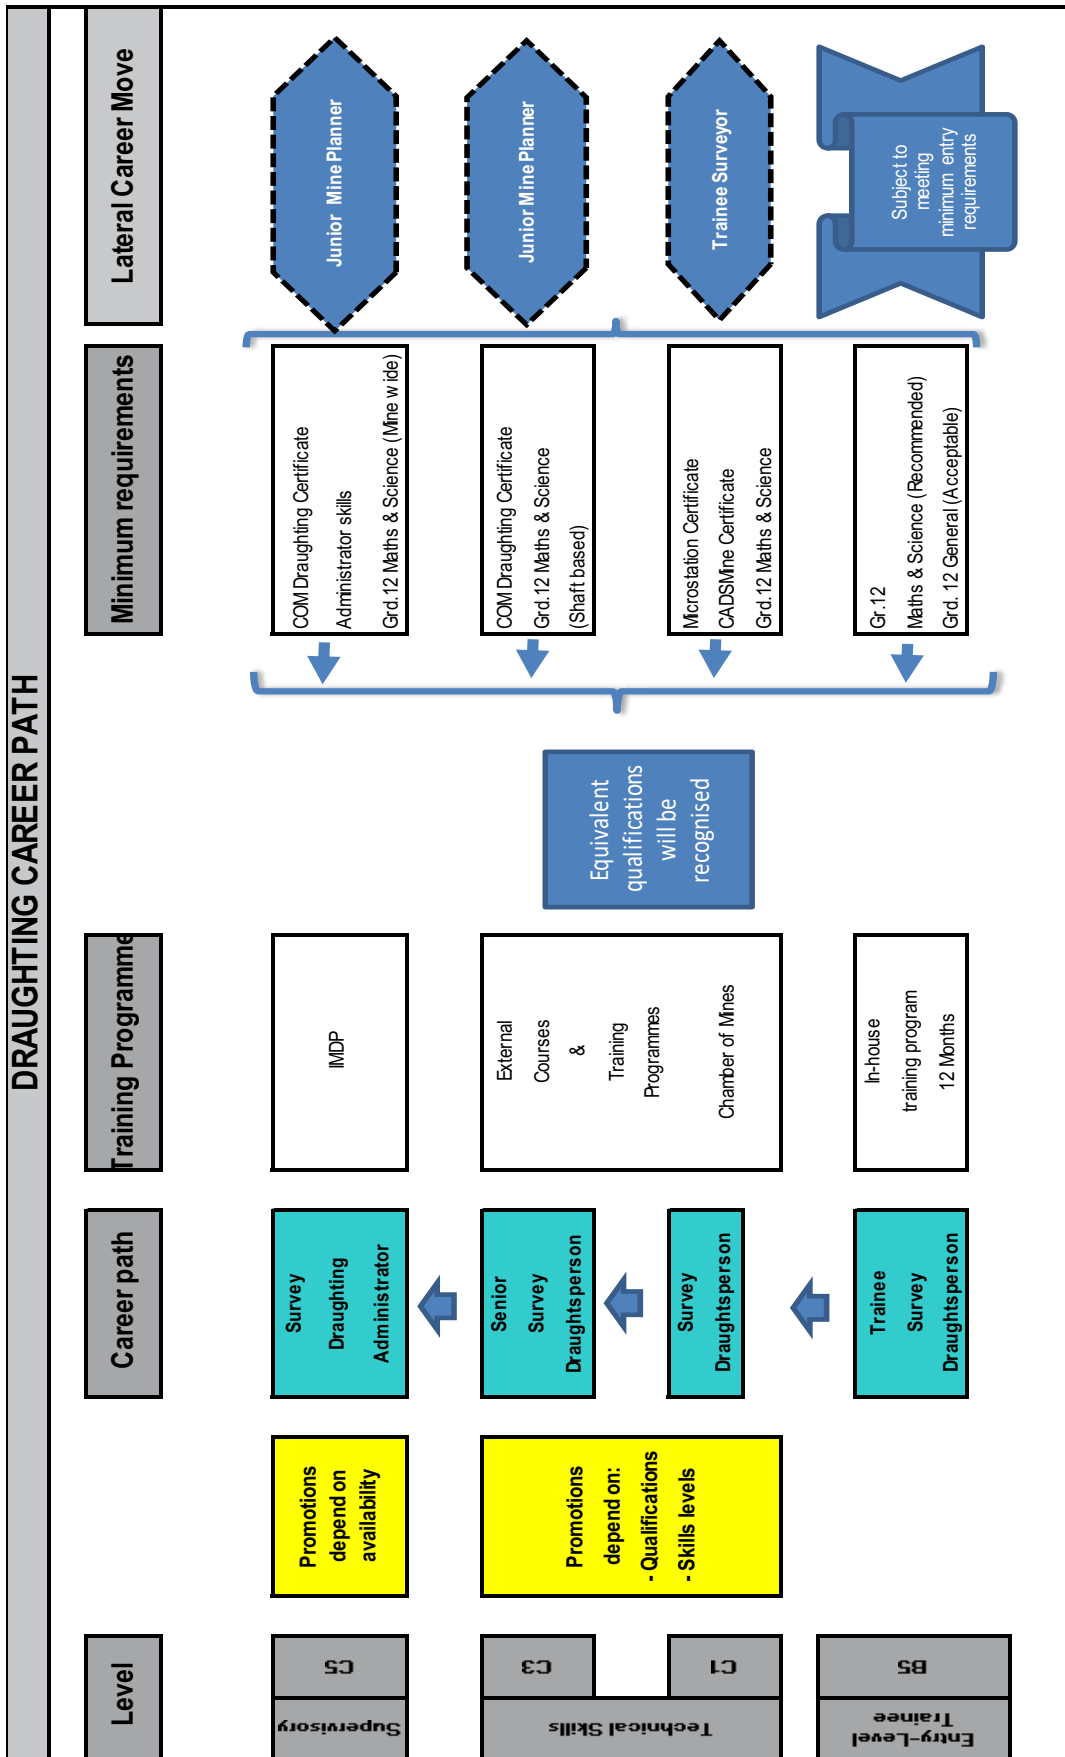 DRAUGHTING CAREER PATH
Level
Career path
Training Programme
Minimum requirements
Lateral Career Move
Supervisory
C5
Promotions
depend on
availability
Survey
Draughting
Administrator
IMDP
COM Draughting Certificate
Administrator skills
Grd.12 Maths & Science (Mine wide)
Junior Mine Planner
Technical Skills
C3
C1
Promotions
depend on:
- Qualifications
- Skills levels
Senior
Survey
Draughtsperson
Survey
Draughtsperson
External
Courses
&
Training
Programmes
Chamber of Mines
Equivalent
qualifications
will be
recognised
COM Draughting Certificate
Grd.12 Maths & Science
(Shaft based)
Junior Mine Planner
Microstation Certificate
CADSMine Certificate
Grd.12 Maths & Science
Trainee Surveyor
Entry-Level
Trainee
B5
Trainee
Survey
Draughtsperson
In-house
training program
12 Months
Gr.12
Maths & Science (Recommended)
Grd. 12 General (Acceptable)
Subject to
meeting
minimum entry
requirements